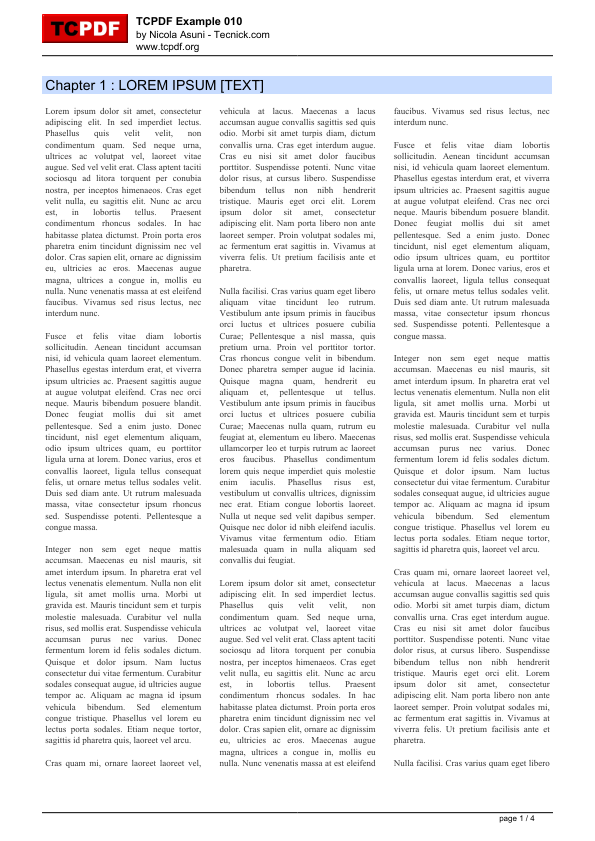 TCPDF
TCPDF Example 010
by Nicola Asuni - Tecnick.com
www.tcpdf.org
Chapter 1 : LOREM IPSUM [TEXT]
Lorem ipsum dolor sit amet, consectetur
adipiscing elit. In sed imperdiet lectus.
Phasellus quis velit velit, non
condimentum quam. Sed neque urna,
ultrices ac volutpat vel, laoreet vitae
augue. Sed vel velit erat. Class aptent taciti
sociosqu ad litora torquent per conubia
nostra, per inceptos himenaeos. Cras eget
velit nulla, eu sagittis elit. Nunc ac arcu
est, in lobortis tellus. Praesent
condimentum rhoncus sodales. In hac
habitasse platea dictumst. Proin porta eros
pharetra enim tincidunt dignissim nec vel
dolor. Cras sapien elit, ornare ac dignissim
eu, ultricies ac eros. Maecenas augue
magna, ultrices a congue in, mollis eu
nulla. Nunc venenatis massa at est eleifend
faucibus. Vivamus sed risus lectus, nec
interdum nunc.
Fusce et felis vitae diam lobortis
sollicitudin. Aenean tincidunt accumsan
nisi, id vehicula quam laoreet elementum.
Phasellus egestas interdum erat, et viverra
ipsum ultricies ac. Praesent sagittis augue
at augue volutpat eleifend. Cras nec orci
neque. Mauris bibendum posuere blandit.
Donec feugiat mollis dui sit amet
pellentesque. Sed a enim justo. Donec
tincidunt, nisl eget elementum aliquam,
odio ipsum ultrices quam, eu porttitor
ligula urna at lorem. Donec varius, eros et
convallis laoreet, ligula tellus consequat
felis, ut ornare metus tellus sodales velit.
Duis sed diam ante. Ut rutrum malesuada
massa, vitae consectetur ipsum rhoncus
sed. Suspendisse potenti. Pellentesque a
congue massa.
Integer non sem eget neque mattis
accumsan. Maecenas eu nisl mauris, sit
amet interdum ipsum. In pharetra erat vel
lectus venenatis elementum. Nulla non elit
ligula, sit amet mollis urna. Morbi ut
gravida est. Mauris tincidunt sem et turpis
molestie malesuada. Curabitur vel nulla
risus, sed mollis erat. Suspendisse vehicula
accumsan purus nec varius. Donec
fermentum lorem id felis sodales dictum.
Quisque et dolor ipsum. Nam luctus
consectetur dui vitae fermentum. Curabitur
sodales consequat augue, id ultricies augue
tempor ac. Aliquam ac magna id ipsum
vehicula bibendum. Sed elementum
congue tristique. Phasellus vel lorem eu
lectus porta sodales. Etiam neque tortor,
sagittis id pharetra quis, laoreet vel arcu.
Cras quam mi, ornare laoreet laoreet vel,
vehicula at lacus. Maecenas a lacus
accumsan augue convallis sagittis sed quis
odio. Morbi sit amet turpis diam, dictum
convallis urna. Cras eget interdum augue.
Cras eu nisi sit amet dolor faucibus
porttitor. Suspendisse potenti. Nunc vitae
dolor risus, at cursus libero. Suspendisse
bibendum tellus non nibh hendrerit
tristique. Mauris eget orci elit. Lorem
ipsum dolor sit amet, consectetur
adipiscing elit. Nam porta libero non ante
laoreet semper. Proin volutpat sodales mi,
ac fermentum erat sagittis in. Vivamus at
viverra felis. Ut pretium facilisis ante et
pharetra.
Nulla facilisi. Cras varius quam eget libero
aliquam vitae tincidunt leo rutrum.
Vestibulum ante ipsum primis in faucibus
orci luctus et ultrices posuere cubilia
Curae; Pellentesque a nisl massa, quis
pretium urna. Proin vel porttitor tortor.
Cras rhoncus congue velit in bibendum.
Donec pharetra semper augue id lacinia.
Quisque magna quam, hendrerit eu
aliquam et, pellentesque ut tellus.
Vestibulum ante ipsum primis in faucibus
orci luctus et ultrices posuere cubilia
Curae; Maecenas nulla quam, rutrum eu
feugiat at, elementum eu libero. Maecenas
ullamcorper leo et turpis rutrum ac laoreet
eros faucibus. Phasellus condimentum
lorem quis neque imperdiet quis molestie
enim iaculis. Phasellus risus est,
vestibulum ut convallis ultrices, dignissim
nec erat. Etiam congue lobortis laoreet.
Nulla ut neque sed velit dapibus semper.
Quisque nec dolor id nibh eleifend iaculis.
Vivamus vitae fermentum odio. Etiam
malesuada quam in nulla aliquam sed
convallis dui feugiat.
Lorem ipsum dolor sit amet, consectetur
adipiscing elit. In sed imperdiet lectus.
Phasellus quis velit velit, non
condimentum quam. Sed neque urna,
ultrices ac volutpat vel, laoreet vitae
augue. Sed vel velit erat. Class aptent taciti
sociosqu ad litora torquent per conubia
nostra, per inceptos himenaeos. Cras eget
velit nulla, eu sagittis elit. Nunc ac arcu
est, in lobortis tellus. Praesent
condimentum rhoncus sodales. In hac
habitasse platea dictumst. Proin porta eros
pharetra enim tincidunt dignissim nec vel
dolor. Cras sapien elit, ornare ac dignissim
eu, ultricies ac eros. Maecenas augue
magna, ultrices a congue in, mollis eu
nulla. Nunc venenatis massa at est eleifend
faucibus. Vivamus sed risus lectus, nec
interdum nunc.
Fusce et felis vitae diam lobortis
sollicitudin. Aenean tincidunt accumsan
nisi, id vehicula quam laoreet elementum.
Phasellus egestas interdum erat, et viverra
ipsum ultricies ac. Praesent sagittis augue
at augue volutpat eleifend. Cras nec orci
neque. Mauris bibendum posuere blandit.
Donec feugiat mollis dui sit amet
pellentesque. Sed a enim justo. Donec
tincidunt, nisl eget elementum aliquam,
odio ipsum ultrices quam, eu porttitor
ligula urna at lorem. Donec varius, eros et
convallis laoreet, ligula tellus consequat
felis, ut ornare metus tellus sodales velit.
Duis sed diam ante. Ut rutrum malesuada
massa, vitae consectetur ipsum rhoncus
sed. Suspendisse potenti. Pellentesque a
congue massa.
Integer non sem eget neque mattis
accumsan. Maecenas eu nisl mauris, sit
amet interdum ipsum. In pharetra erat vel
lectus venenatis elementum. Nulla non elit
ligula, sit amet mollis urna. Morbi ut
gravida est. Mauris tincidunt sem et turpis
molestie malesuada. Curabitur vel nulla
risus, sed mollis erat. Suspendisse vehicula
accumsan purus nec varius. Donec
fermentum lorem id felis sodales dictum.
Quisque et dolor ipsum. Nam luctus
consectetur dui vitae fermentum. Curabitur
sodales consequat augue, id ultricies augue
tempor ac. Aliquam ac magna id ipsum
vehicula bibendum. Sed elementum
congue tristique. Phasellus vel lorem eu
lectus porta sodales. Etiam neque tortor,
sagittis id pharetra quis, laoreet vel arcu.
Cras quam mi, ornare laoreet laoreet vel,
vehicula at lacus. Maecenas a lacus
accumsan augue convallis sagittis sed quis
odio. Morbi sit amet turpis diam, dictum
convallis urna. Cras eget interdum augue.
Cras eu nisi sit amet dolor faucibus
porttitor. Suspendisse potenti. Nunc vitae
dolor risus, at cursus libero. Suspendisse
bibendum tellus non nibh hendrerit
tristique. Mauris eget orci elit. Lorem
ipsum dolor sit amet, consectetur
adipiscing elit. Nam porta libero non ante
laoreet semper. Proin volutpat sodales mi,
ac fermentum erat sagittis in. Vivamus at
viverra felis. Ut pretium facilisis ante et
pharetra.
Nulla facilisi. Cras varius quam eget libero
page 1 / 4